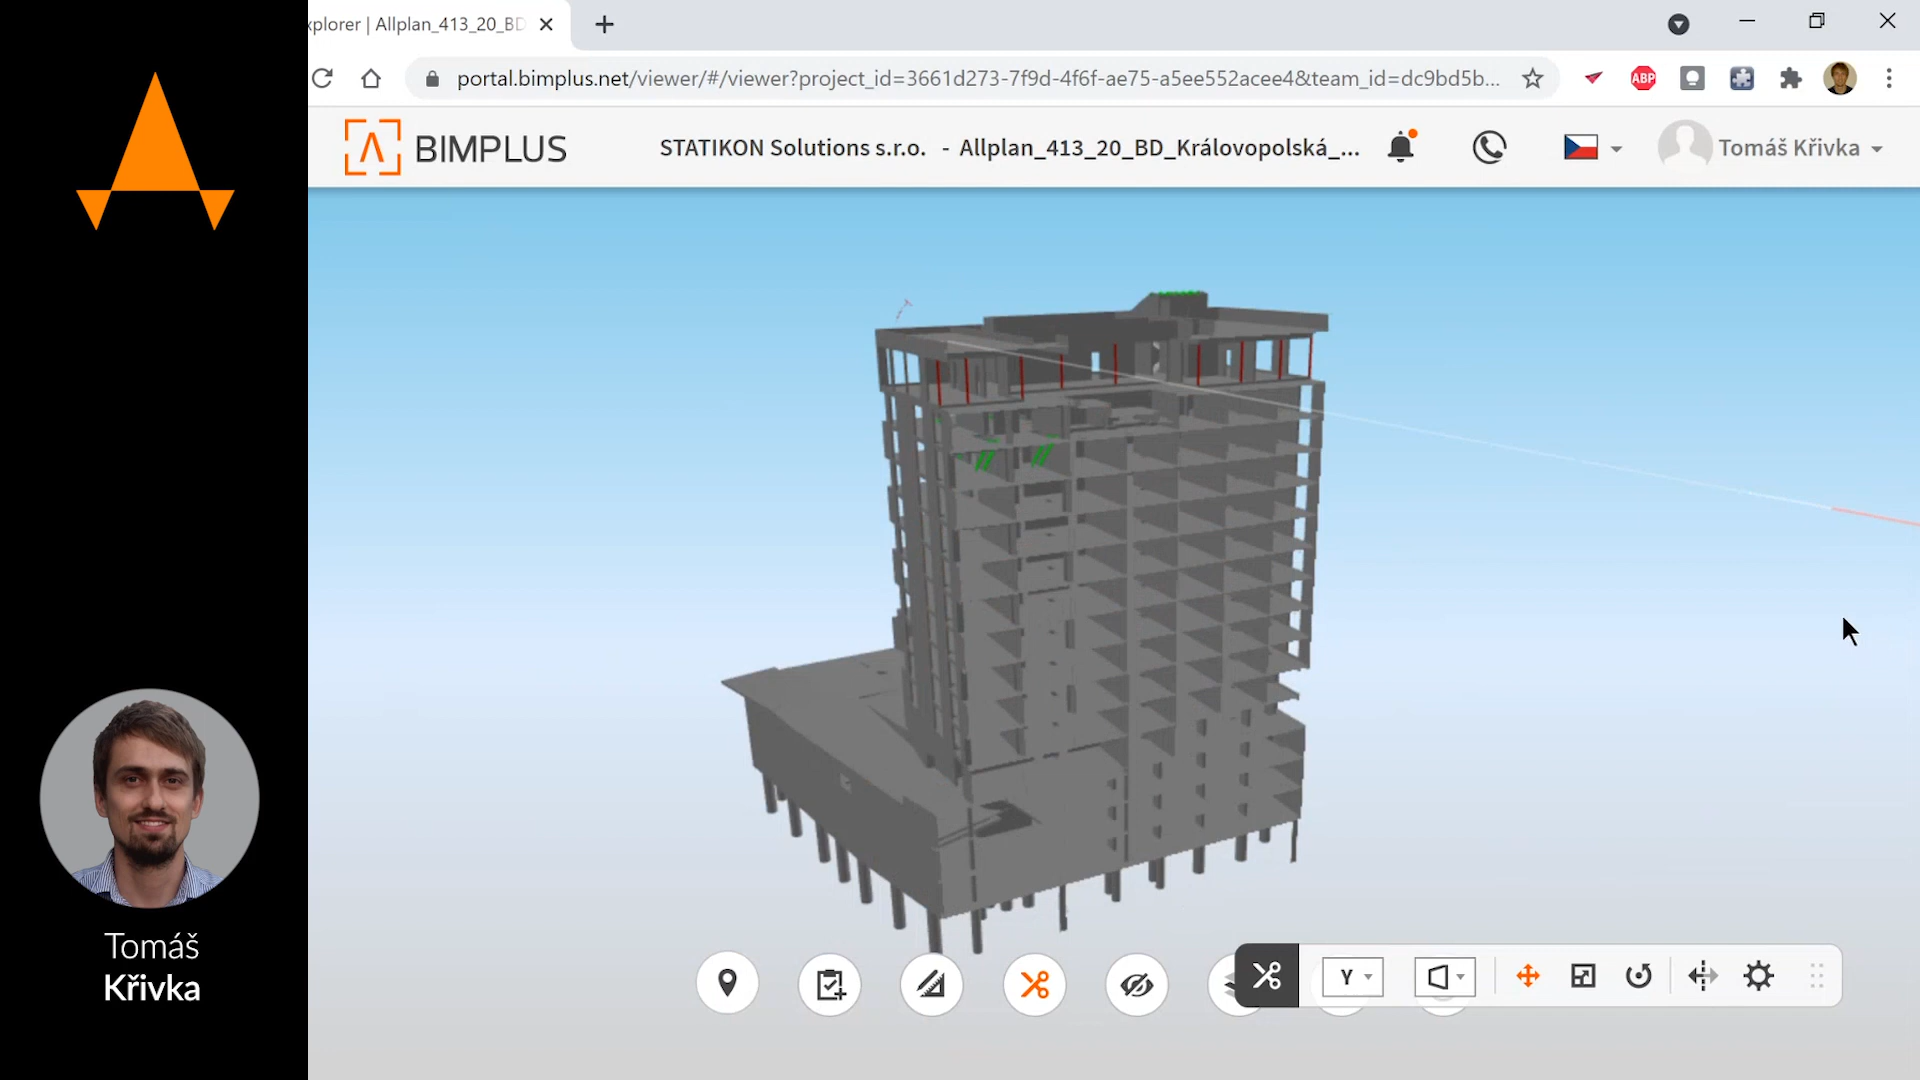 xplorer | Allplan_413_20_BD
portal.bimplus.net/viewer/#/viewer?project_id=3661d273-7f9d-4f6f-ae75-a5ee552acee4&team_id=dc9bd5b...
ABP
BIMPLUS
STATIKON Solutions s.r.o. - Allplan_413_20_BD_Královopolská_...
Tomáš Křivka
Tomáš
Křivka
Y